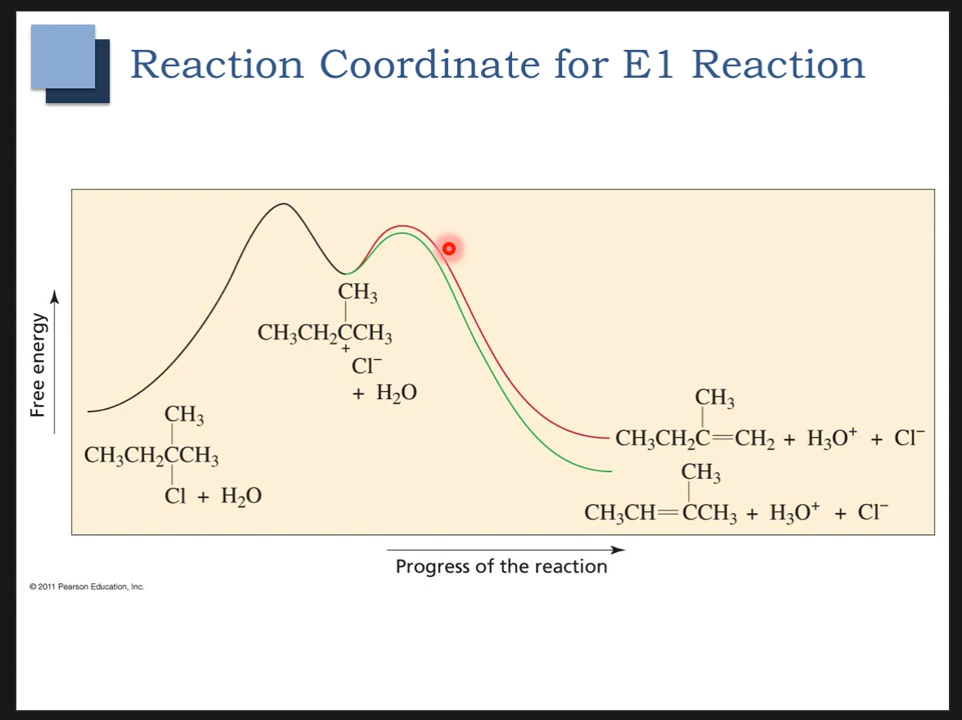 Reaction Coordinate for E1 Reaction
Free energy
CH₃
CH₃CH₂CCH₃
+
Cl⁻
+ H₂O
CH₃
CH₃CH₂CCH₃
Cl + H₂O
CH₃
CH₃CH₂C=CH₂ + H₃O⁺ + Cl⁻
CH₃
CH₃CH=CCH₃ + H₃O⁺ + Cl⁻
Progress of the reaction
© 2011 Pearson Education, Inc.